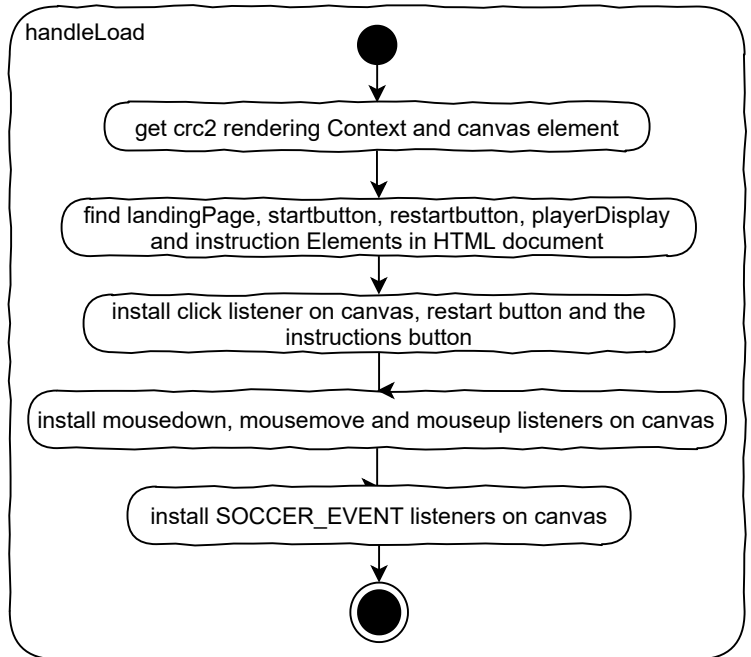 handleLoad
get crc2 rendering Context and canvas element
find landingPage, startbutton, restartbutton, playerDisplay
and instruction Elements in HTML document
install click listener on canvas, restart button and the
instructions button
install mousedown, mousemove and mouseup listeners on canvas
install SOCCER_EVENT listeners on canvas